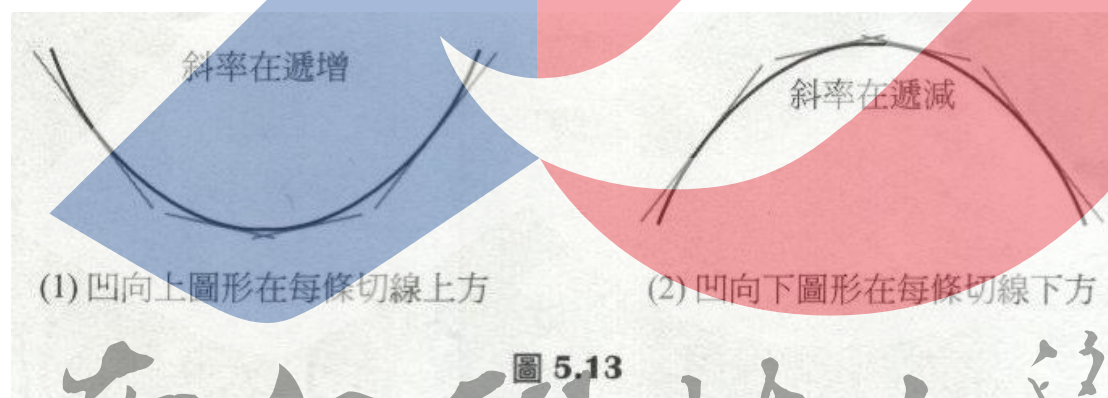 斜率在遞增
斜率在遞減
(1) 凹向上圖形在每條切線上方
(2) 凹向下圖形在每條切線下方
圖 5.13